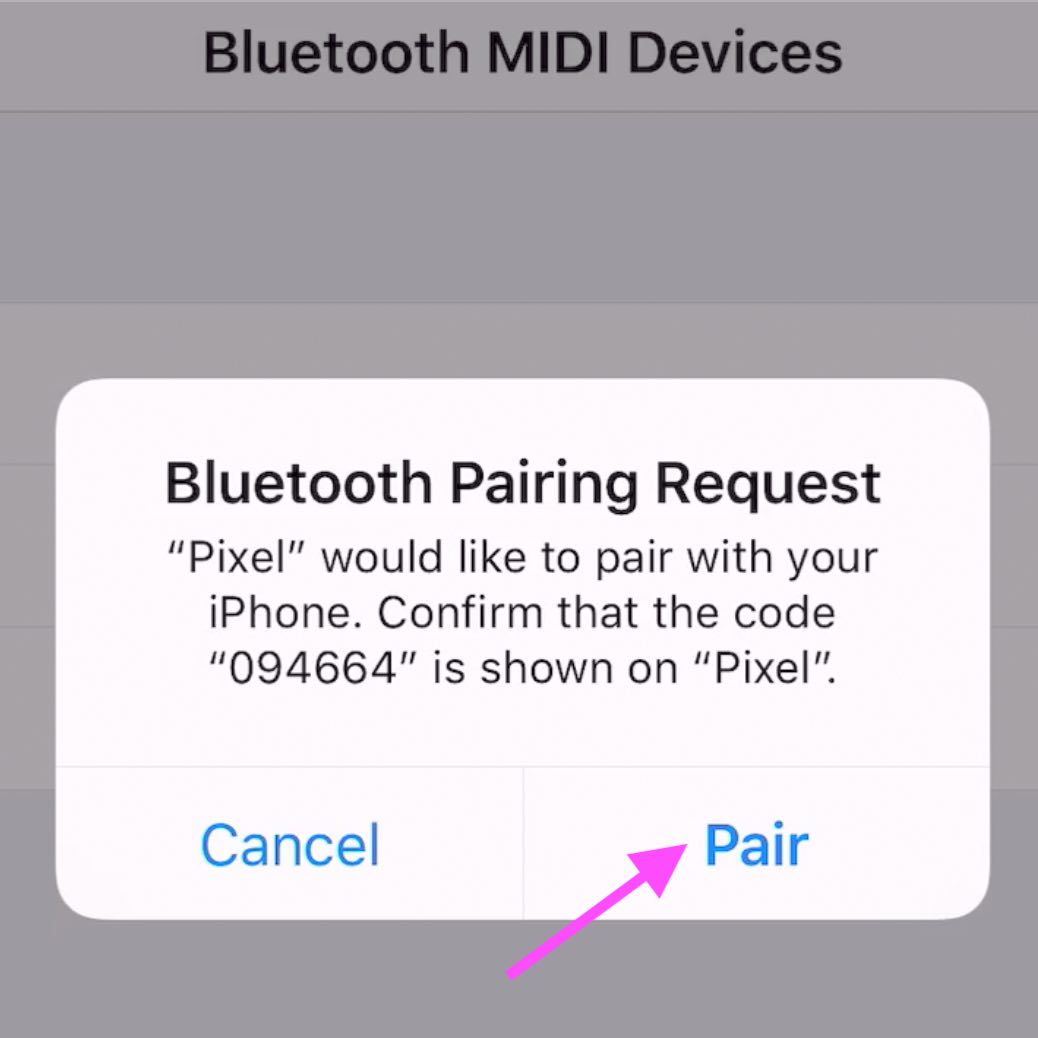 Bluetooth MIDI Devices
Bluetooth Pairing Request
“Pixel” would like to pair with your
iPhone. Confirm that the code
“094664” is shown on “Pixel”.
Cancel
Pair